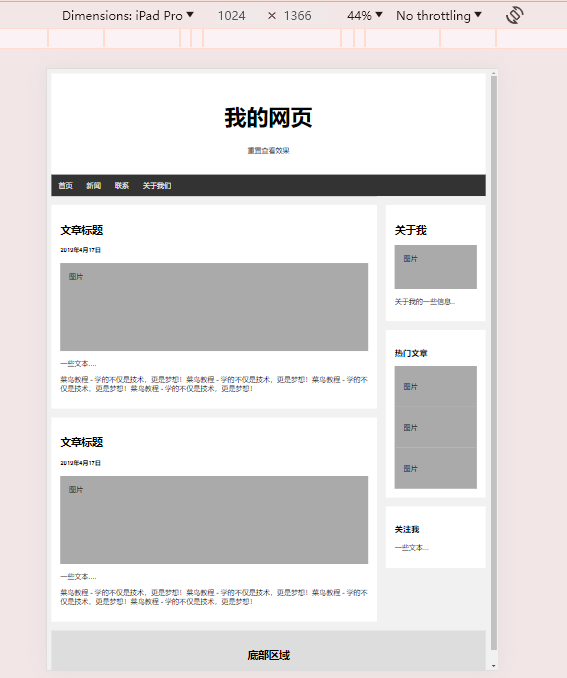 Dimensions: iPad Pro 1024 × 1366 44% No throttling
我的网页
重置查看效果
首页 新闻 联系 关于我们
文章标题
2019年4月17日
图片
一些文本.....
菜鸟教程 - 学的不仅是技术，更是梦想！菜鸟教程 - 学的不仅是技术，更是梦想！菜鸟教程 - 学的不
仅是技术，更是梦想！菜鸟教程 - 学的不仅是技术，更是梦想！
文章标题
2019年4月17日
图片
一些文本.....
菜鸟教程 - 学的不仅是技术，更是梦想！菜鸟教程 - 学的不仅是技术，更是梦想！菜鸟教程 - 学的不
仅是技术，更是梦想！菜鸟教程 - 学的不仅是技术，更是梦想！
关于我
图片
关于我的一些信息..
热门文章
图片
图片
图片
关注我
一些文本...
底部区域